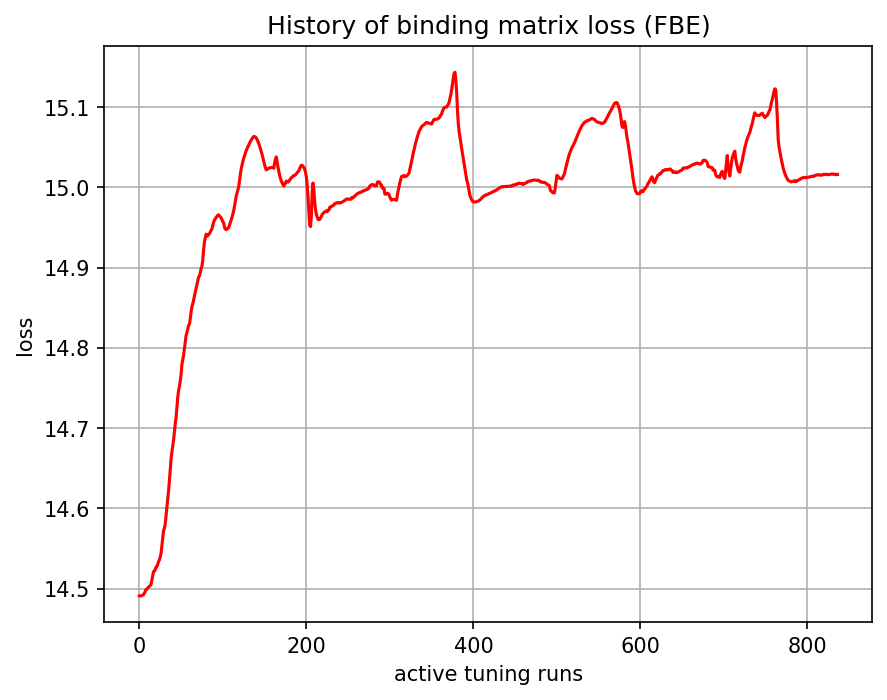 History of binding matrix loss (FBE)
loss
15.1
15.0
14.9
14.8
14.7
14.6
14.5
0 200 400 600 800
active tuning runs